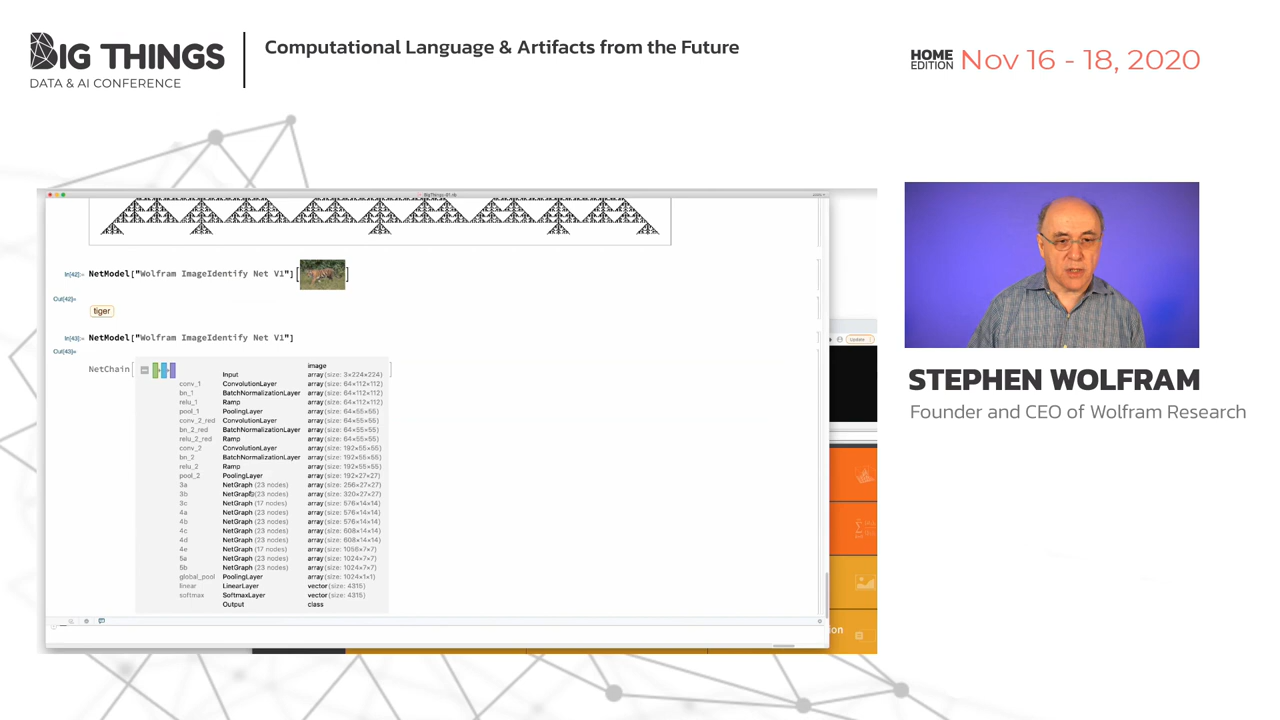 BIG THINGS
DATA & AI CONFERENCE
Computational Language & Artifacts from the Future
HOME
EDITION
Nov 16 - 18, 2020
In[42]:= NetModel["Wolfram ImageIdentify Net V1"][ ]
Out[42]=
tiger
In[43]:= NetModel["Wolfram ImageIdentify Net V1"]
Out[43]=
NetChain[ ]
image
Input array (size: 3×224×224)
conv_1 ConvolutionLayer array (size: 64×112×112)
bn_1 BatchNormalizationLayer array (size: 64×112×112)
relu_1 Ramp array (size: 64×112×112)
pool_1 PoolingLayer array (size: 64×55×55)
conv_2_red ConvolutionLayer array (size: 64×55×55)
bn_2_red BatchNormalizationLayer array (size: 64×55×55)
relu_2_red Ramp array (size: 64×55×55)
conv_2 ConvolutionLayer array (size: 192×55×55)
bn_2 BatchNormalizationLayer array (size: 192×55×55)
relu_2 Ramp array (size: 192×55×55)
pool_2 PoolingLayer array (size: 192×27×27)
3a NetGraph (23 nodes) array (size: 256×27×27)
3b NetGraph (23 nodes) array (size: 320×27×27)
3c NetGraph (17 nodes) array (size: 576×14×14)
4a NetGraph (23 nodes) array (size: 576×14×14)
4b NetGraph (23 nodes) array (size: 576×14×14)
4c NetGraph (23 nodes) array (size: 608×14×14)
4d NetGraph (23 nodes) array (size: 608×14×14)
4e NetGraph (17 nodes) array (size: 1056×7×7)
5a NetGraph (23 nodes) array (size: 1024×7×7)
5b NetGraph (23 nodes) array (size: 1024×7×7)
global_pool PoolingLayer array (size: 1024×1×1)
linear LinearLayer vector (size: 4315)
softmax SoftmaxLayer vector (size: 4315)
Output class
ion
STEPHEN WOLFRAM
Founder and CEO of Wolfram Research